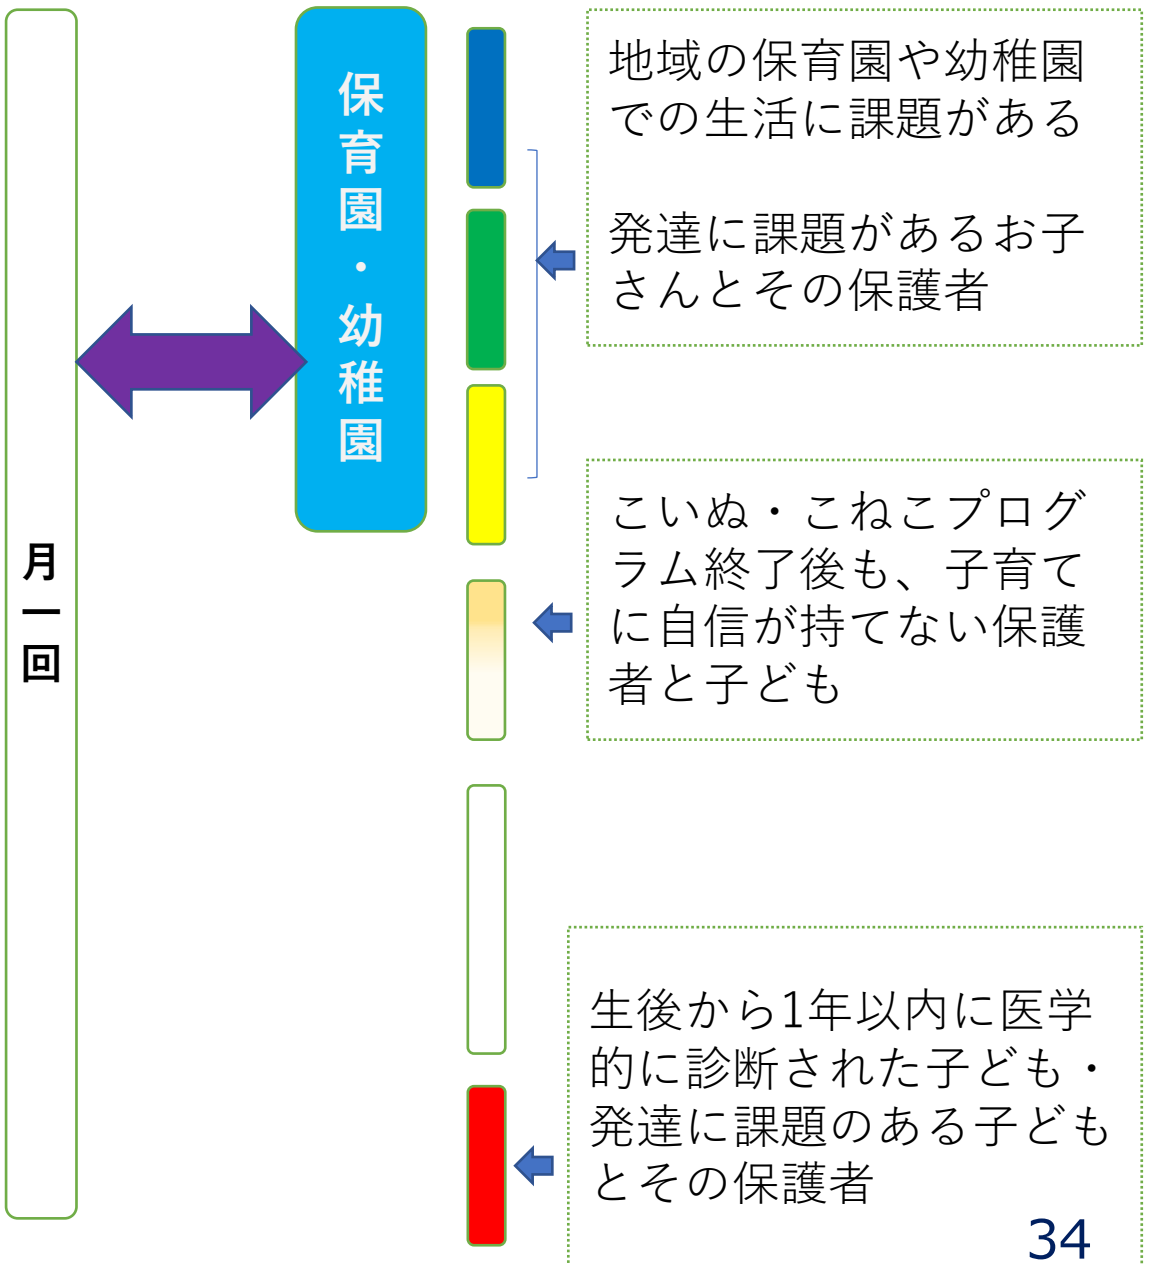 月一回
保育園・幼稚園
地域の保育園や幼稚園
での生活に課題がある
発達に課題があるお子
さんとその保護者
こいぬ・こねこプログ
ラム終了後も、子育て
に自信が持てない保護
者と子ども
生後から1年以内に医学
的に診断された子ども・
発達に課題のある子ども
とその保護者
34